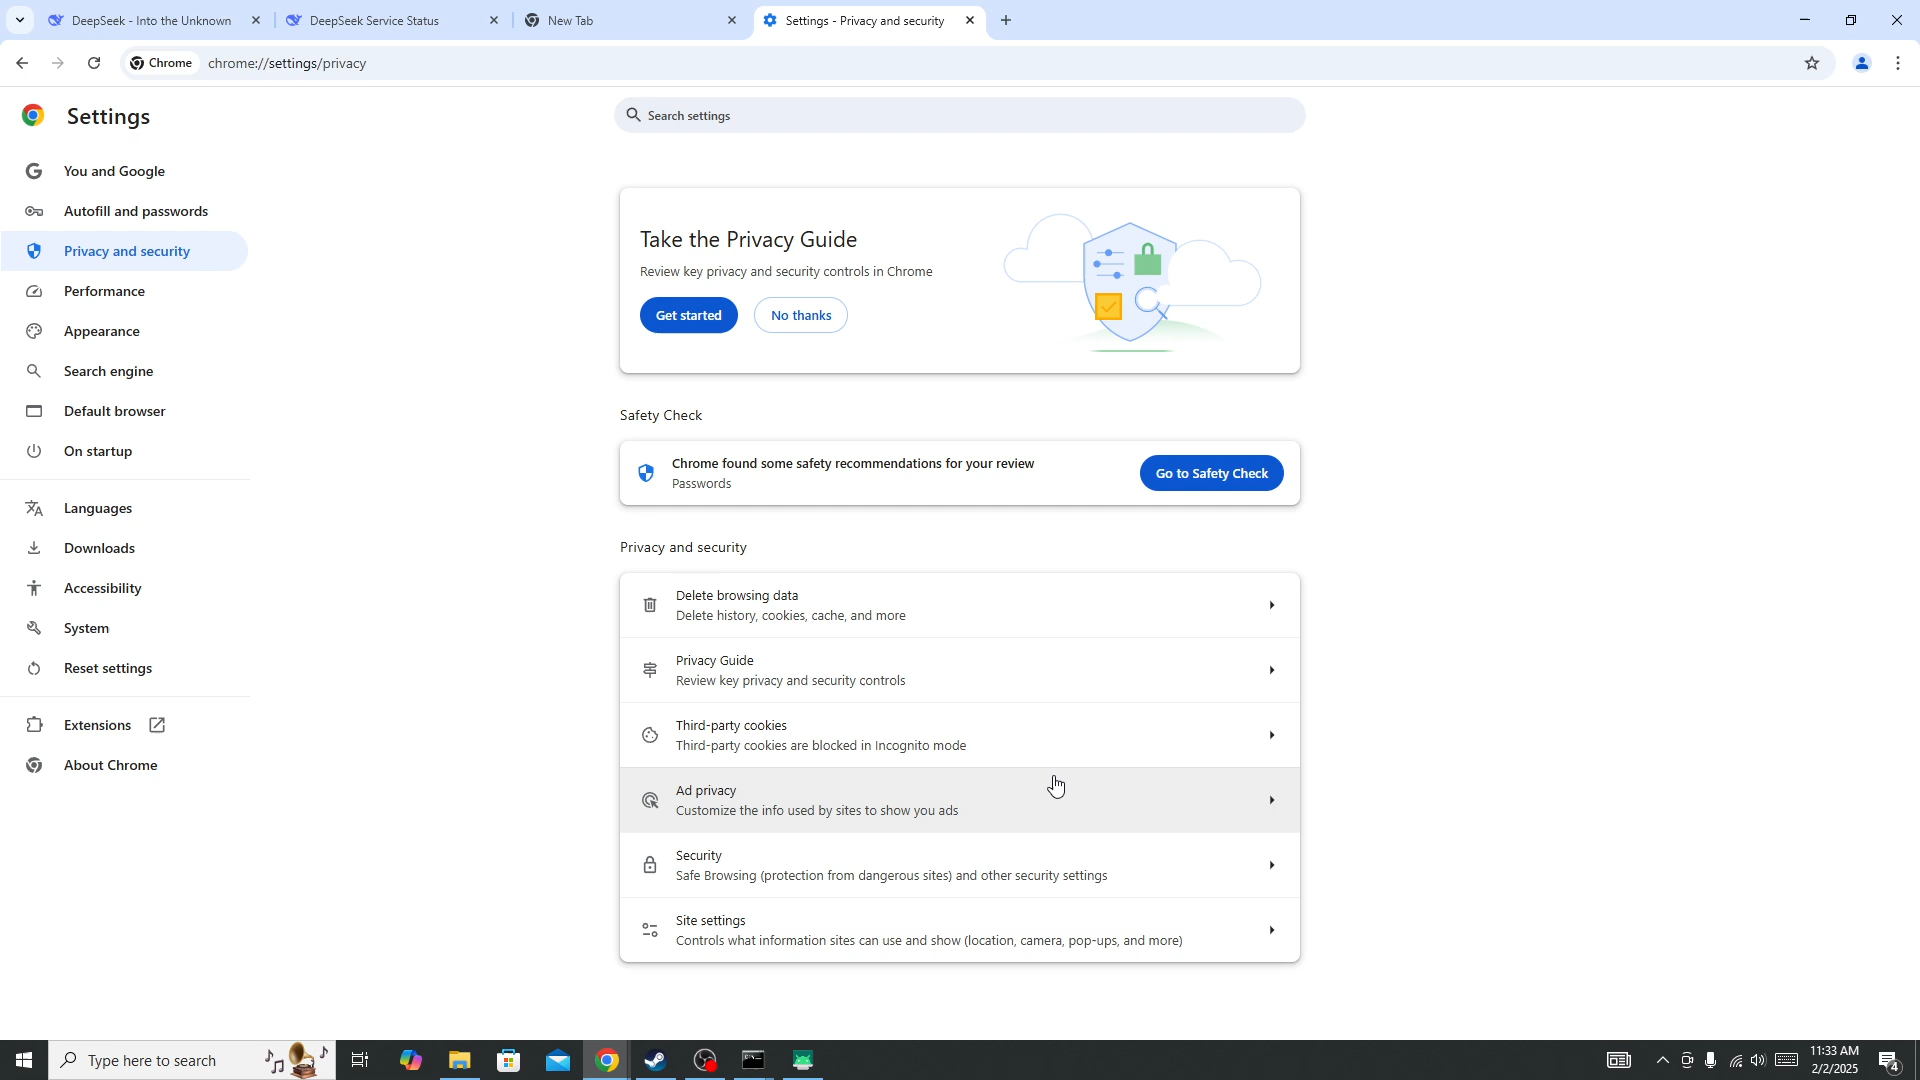 DeepSeek - Into the Unknown
DeepSeek Service Status
New Tab
Settings - Privacy and security
Chrome
chrome://settings/privacy
Settings
Search settings
You and Google
Autofill and passwords
Privacy and security
Performance
Appearance
Search engine
Default browser
On startup
Languages
Downloads
Accessibility
System
Reset settings
Extensions
About Chrome
Take the Privacy Guide
Review key privacy and security controls in Chrome
Get started
No thanks
Safety Check
Chrome found some safety recommendations for your review
Passwords
Go to Safety Check
Privacy and security
Delete browsing data
Delete history, cookies, cache, and more
Privacy Guide
Review key privacy and security controls
Third-party cookies
Third-party cookies are blocked in Incognito mode
Ad privacy
Customize the info used by sites to show you ads
Security
Safe Browsing (protection from dangerous sites) and other security settings
Site settings
Controls what information sites can use and show (location, camera, pop-ups, and more)
Type here to search
11:33 AM
2/2/2025
4